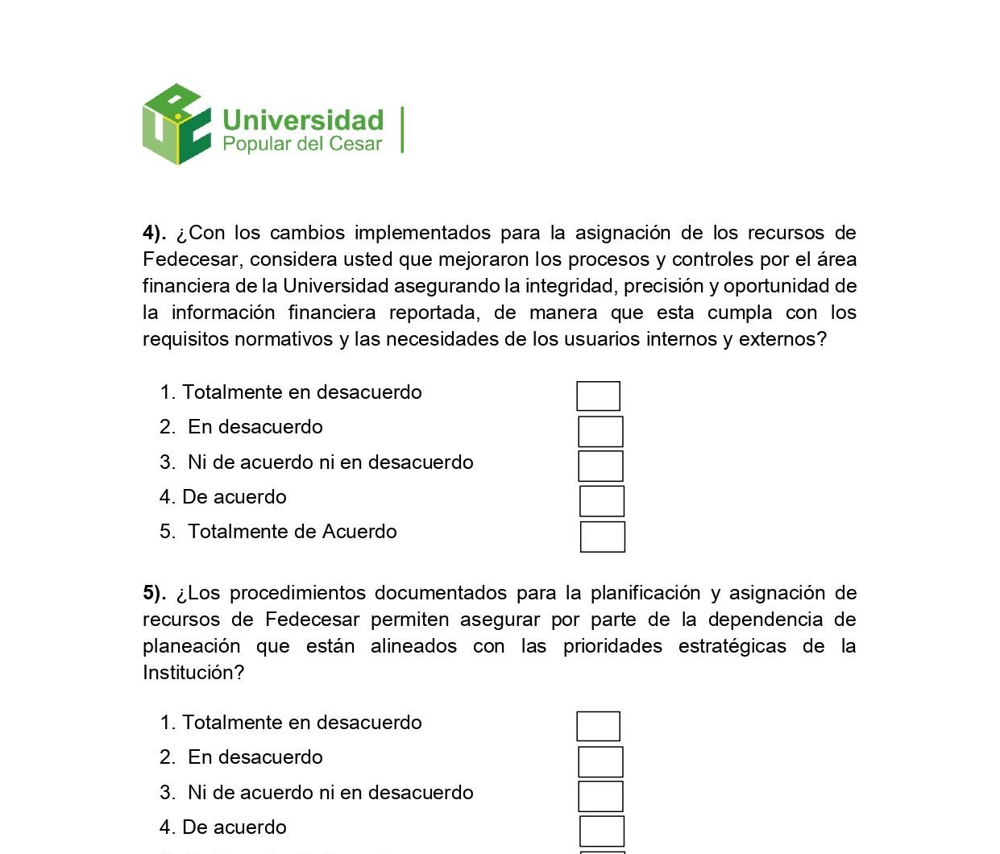 UPC
Universidad
Popular del Cesar
4). ¿Con los cambios implementados para la asignación de los recursos de
Fedecesar, considera usted que mejoraron los procesos y controles por el área
financiera de la Universidad asegurando la integridad, precisión y oportunidad de
la información financiera reportada, de manera que esta cumpla con los
requisitos normativos y las necesidades de los usuarios internos y externos?
1. Totalmente en desacuerdo
2. En desacuerdo
3. Ni de acuerdo ni en desacuerdo
4. De acuerdo
5. Totalmente de Acuerdo
5). ¿Los procedimientos documentados para la planificación y asignación de
recursos de Fedecesar permiten asegurar por parte de la dependencia de
planeación que están alineados con las prioridades estratégicas de la
Institución?
1. Totalmente en desacuerdo
2. En desacuerdo
3. Ni de acuerdo ni en desacuerdo
4. De acuerdo